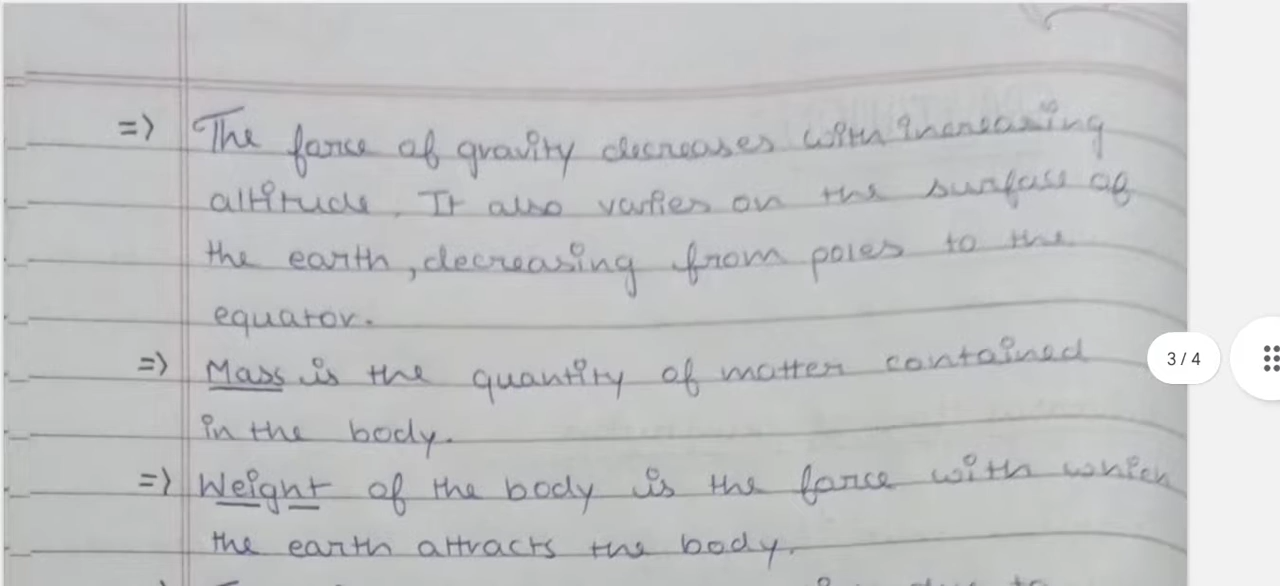 => The force of gravity decreases with increasing
altitude. It also varies on the surface of
the earth, decreasing from poles to the
equator.
=> Mass is the quantity of matter contained
3 / 4
in the body.
=> Weight of the body is the force with which
the earth attracts the body.